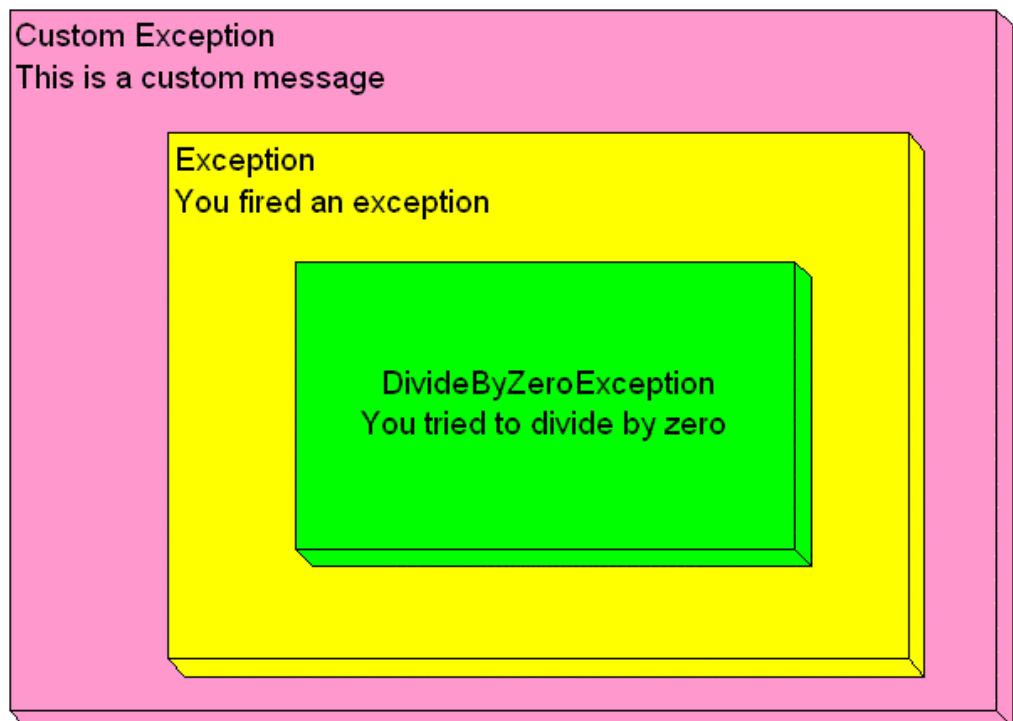 Custom Exception
This is a custom message
Exception
You fired an exception
DivideByZeroException
You tried to divide by zero